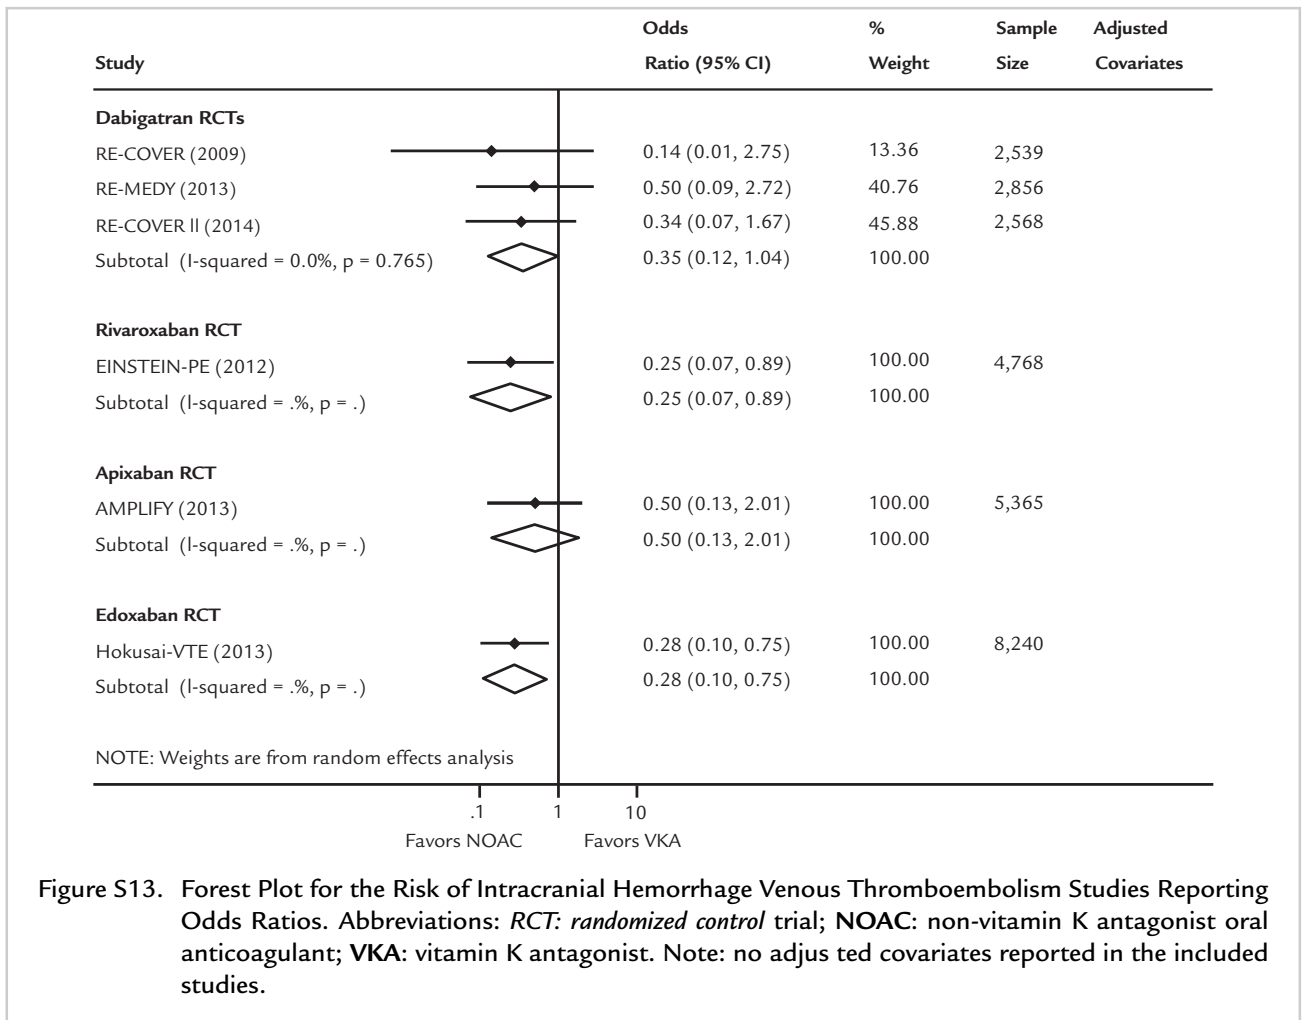 Odds % Sample Adjusted
Study Ratio (95% CI) Weight Size Covariates
Dabigatran RCTs
RE-COVER (2009) 0.14 (0.01, 2.75) 13.36 2,539
RE-MEDY (2013) 0.50 (0.09, 2.72) 40.76 2,856
RE-COVER ll (2014) 0.34 (0.07, 1.67) 45.88 2,568
Subtotal (I-squared = 0.0%, p = 0.765) 0.35 (0.12, 1.04) 100.00
Rivaroxaban RCT
EINSTEIN-PE (2012) 0.25 (0.07, 0.89) 100.00 4,768
Subtotal (l-squared = .%, p = .) 0.25 (0.07, 0.89) 100.00
Apixaban RCT
AMPLIFY (2013) 0.50 (0.13, 2.01) 100.00 5,365
Subtotal (l-squared = .%, p = .) 0.50 (0.13, 2.01) 100.00
Edoxaban RCT
Hokusai-VTE (2013) 0.28 (0.10, 0.75) 100.00 8,240
Subtotal (l-squared = .%, p = .) 0.28 (0.10, 0.75) 100.00
NOTE: Weights are from random effects analysis
.1 1 10
Favors NOAC Favors VKA
Figure S13. Forest Plot for the Risk of Intracranial Hemorrhage Venous Thromboembolism Studies Reporting
Odds Ratios. Abbreviations: RCT: randomized control trial; NOAC: non-vitamin K antagonist oral
anticoagulant; VKA: vitamin K antagonist. Note: no adjus ted covariates reported in the included
studies.